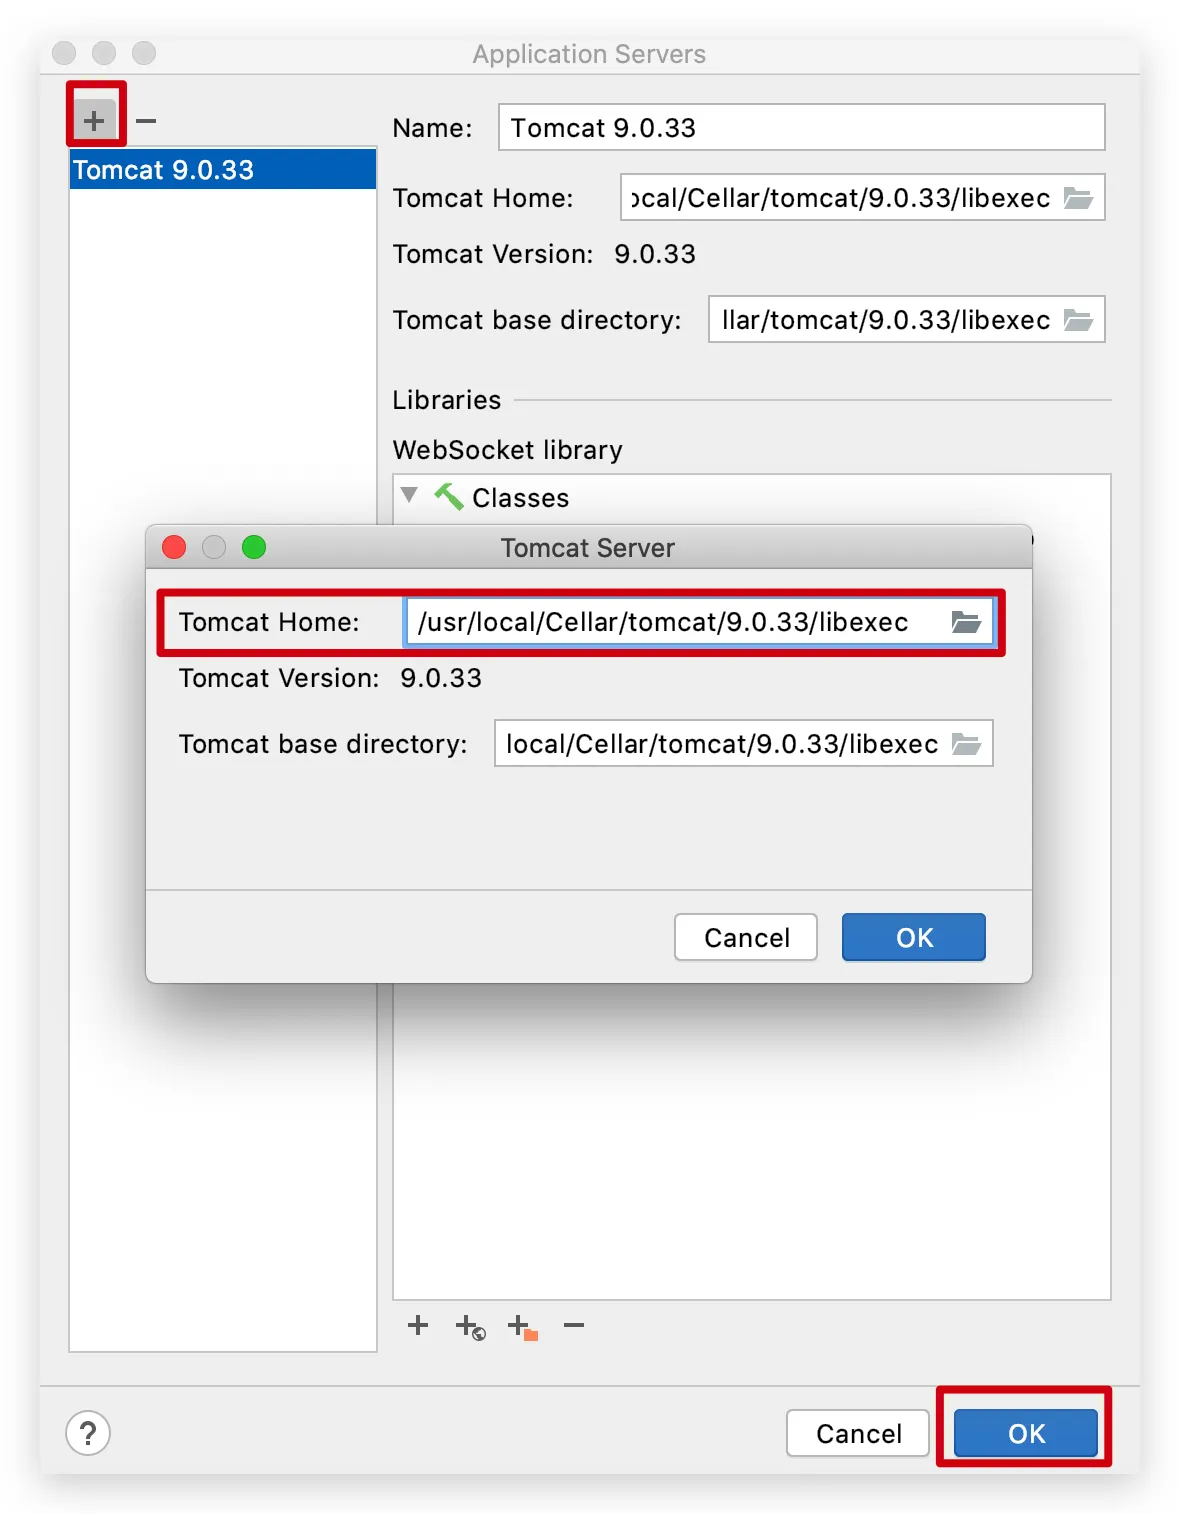 Application Servers
Tomcat 9.0.33
Name: Tomcat 9.0.33
Tomcat Home: ocal/Cellar/tomcat/9.0.33/libexec
Tomcat Version: 9.0.33
Tomcat base directory: llar/tomcat/9.0.33/libexec
Libraries
WebSocket library
Classes
Tomcat Server
Tomcat Home: /usr/local/Cellar/tomcat/9.0.33/libexec
Tomcat Version: 9.0.33
Tomcat base directory: local/Cellar/tomcat/9.0.33/libexec
Cancel OK
? Cancel OK